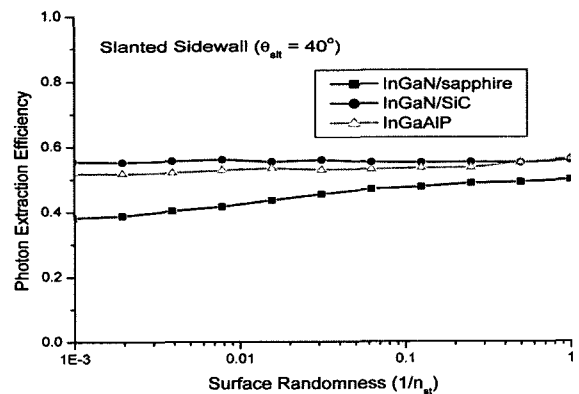 1.0
Slanted Sidewall (θslt = 40°)
InGaN/sapphire
InGaN/SiC
InGaAlP
0.8
0.6
0.4
0.2
0.0
Photon Extraction Efficiency
1E-3
0.01
0.1
1
Surface Randomness (1/nst)